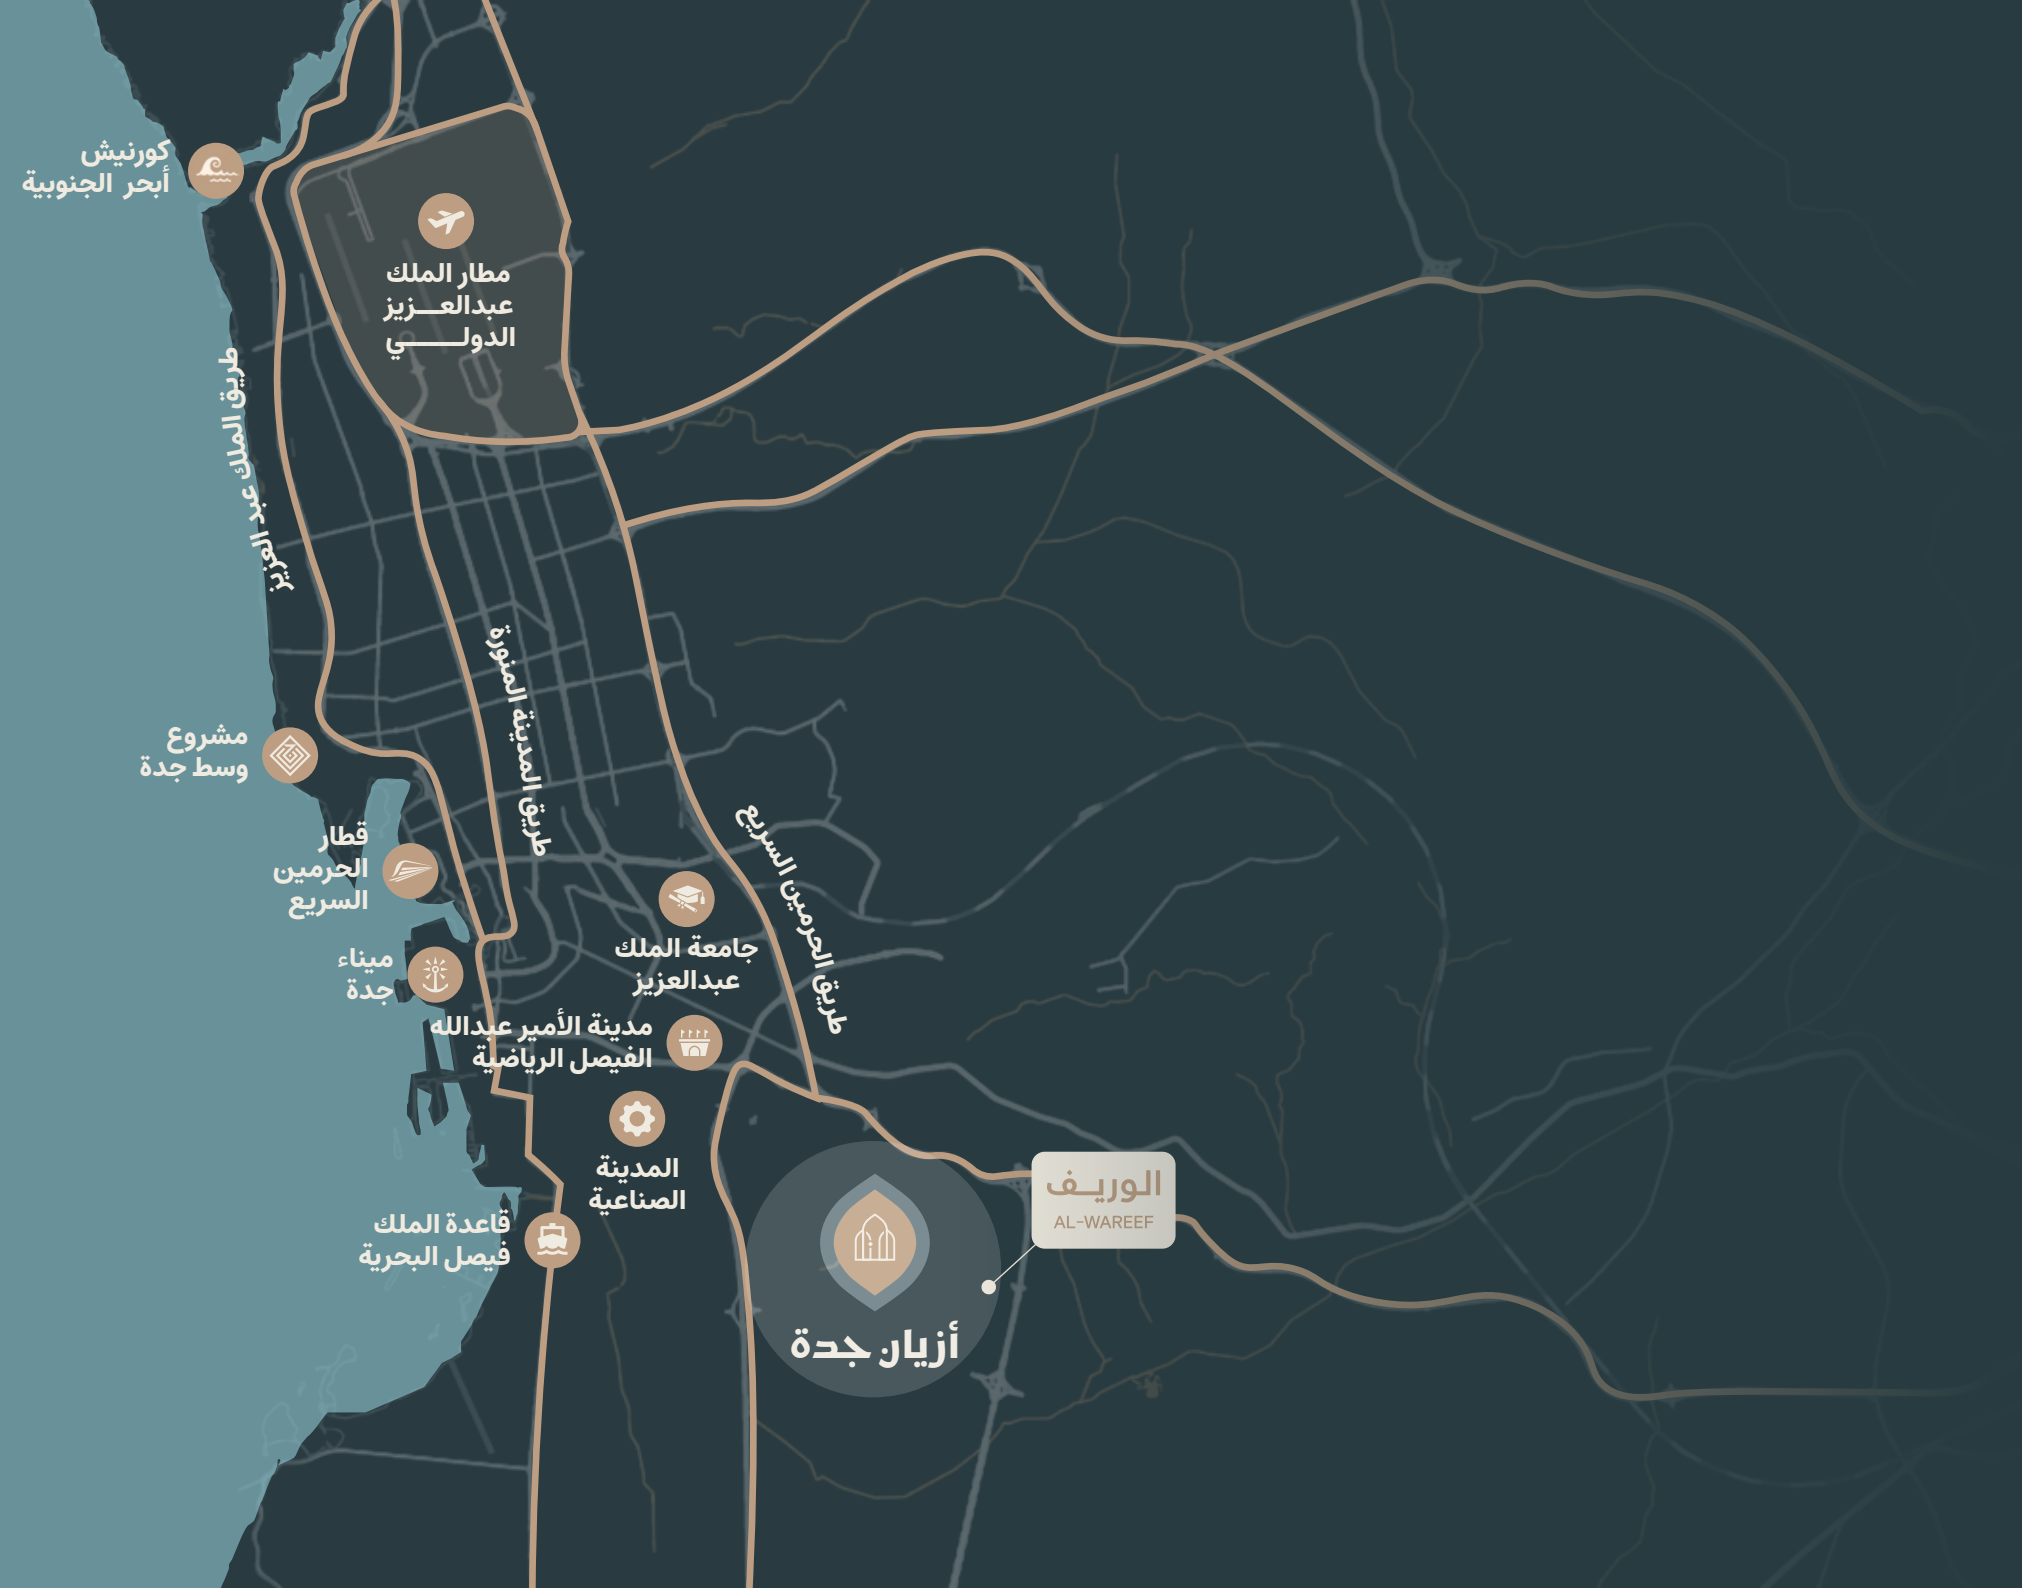 كورنيش
أبحر الجنوبية
مطار الملك
عبدالعـــزيز
الدولـــــــي
طريق الملك عبد العزيز
طريق المدينة المنورة
مشروع
وسط جدة
طريق الحرمين السريع
قطار
الحرمين
السريع
جامعة الملك
عبدالعزيز
ميناء
جدة
مدينة الأمير عبدالله
الفيصل الرياضية
المدينة
الصناعية
الوريـــف
AL-WAREEF
قاعدة الملك
فيصل البحرية
أزيان جدة